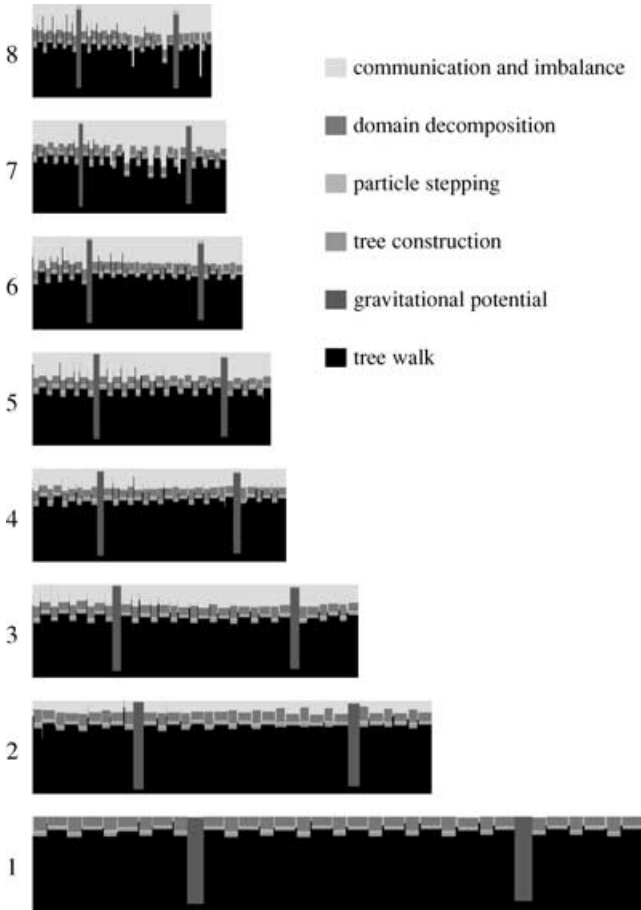 8
communication and imbalance
domain decomposition
7
particle stepping
tree construction
6
gravitational potential
tree walk
5
4
3
2
1